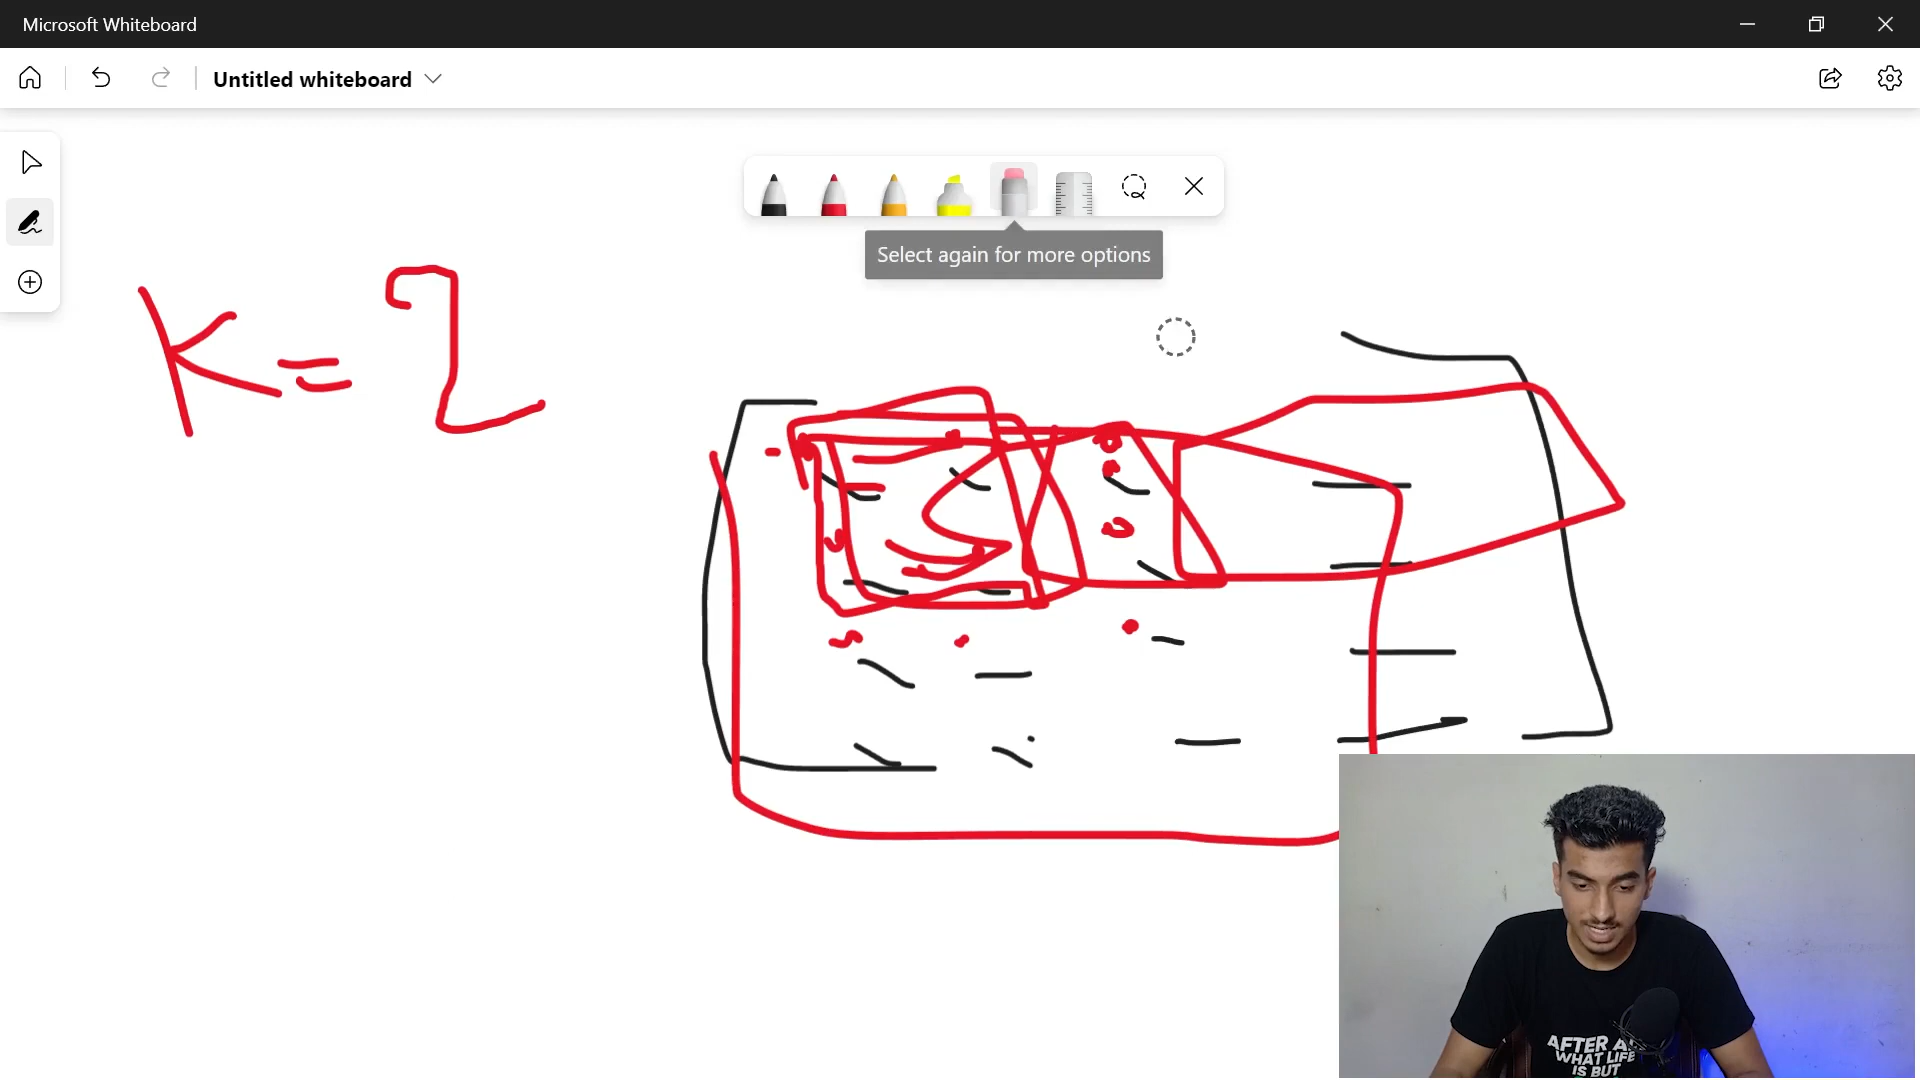 Microsoft Whiteboard
Untitled whiteboard
Select again for more options
K = 2
AFTER A
WHAT LIFE
IS BUT